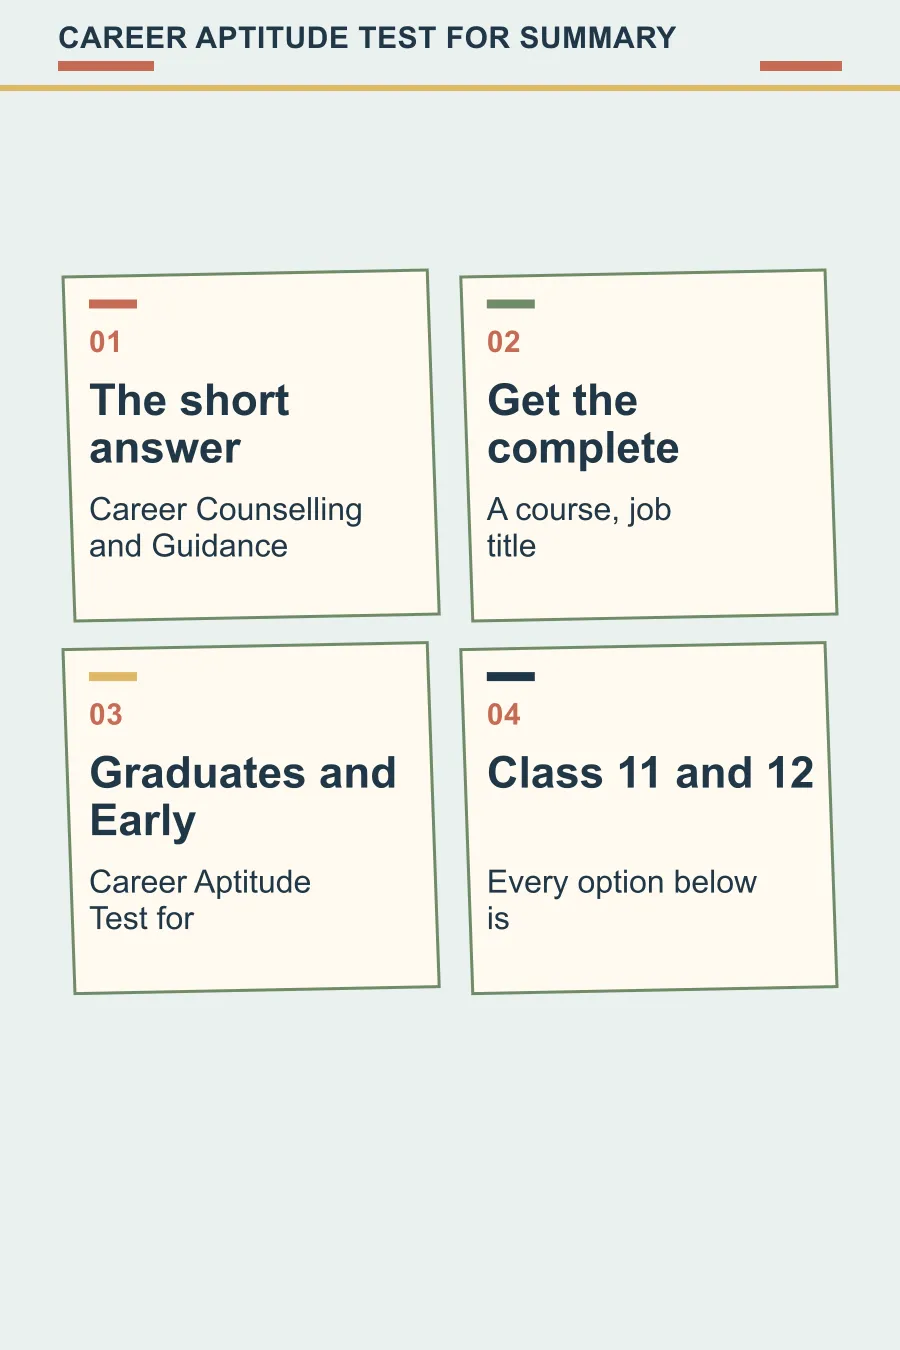 CAREER APTITUDE TEST FOR SUMMARY
01
The short
answer
Career Counselling
and Guidance
02
Get the
complete
A course, job
title
03
Graduates and
Early
Career Aptitude
Test for
04
Class 11 and 12
Every option below
is